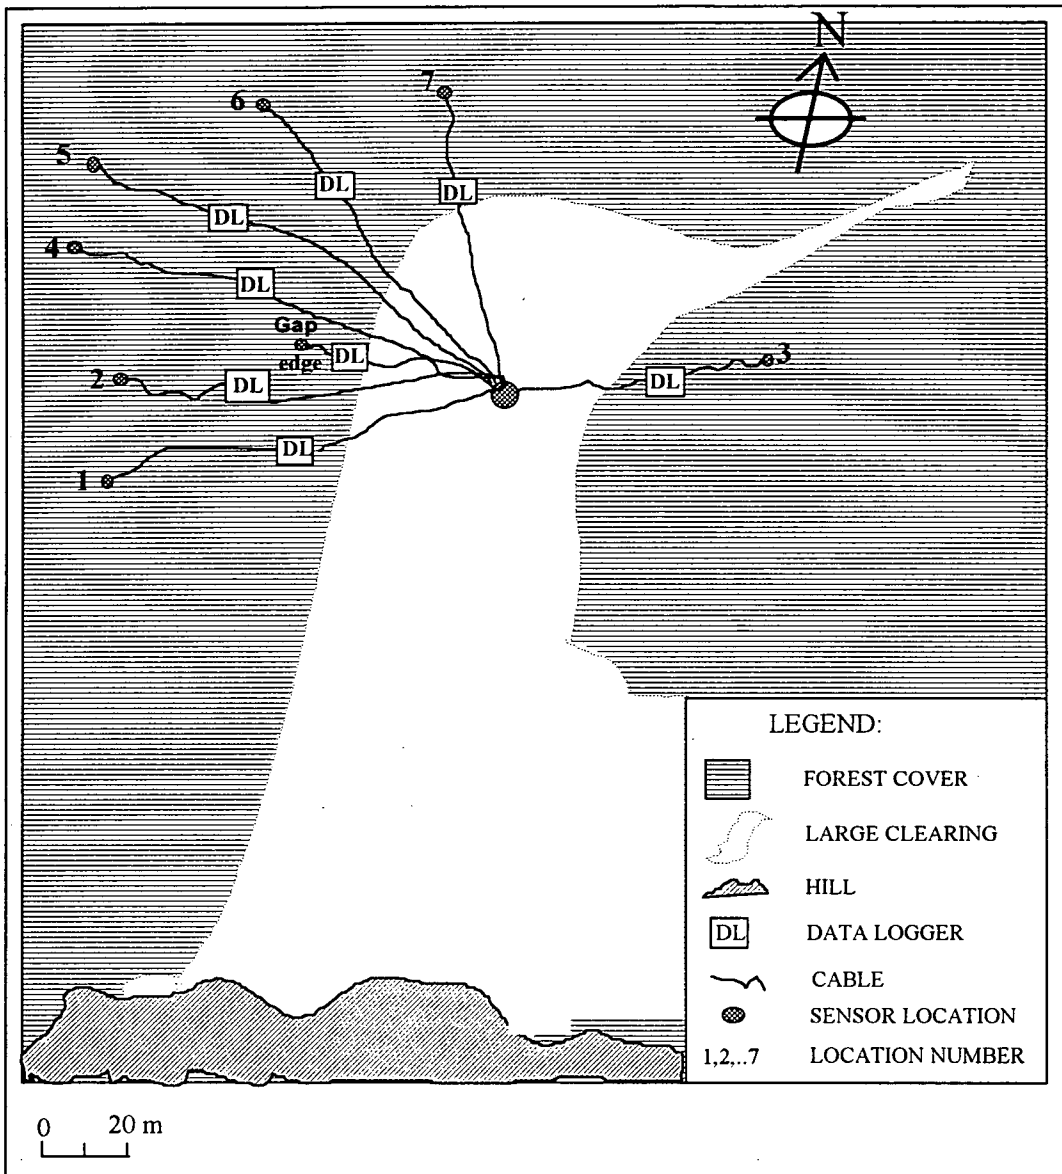 N
7
6
5
DL
DL
DL
4
DL
Gap
edge
DL
3
2
DL
DL
DL
1
LEGEND:
FOREST COVER
LARGE CLEARING
HILL
DL DATA LOGGER
CABLE
SENSOR LOCATION
1,2,..7 LOCATION NUMBER
0 20 m